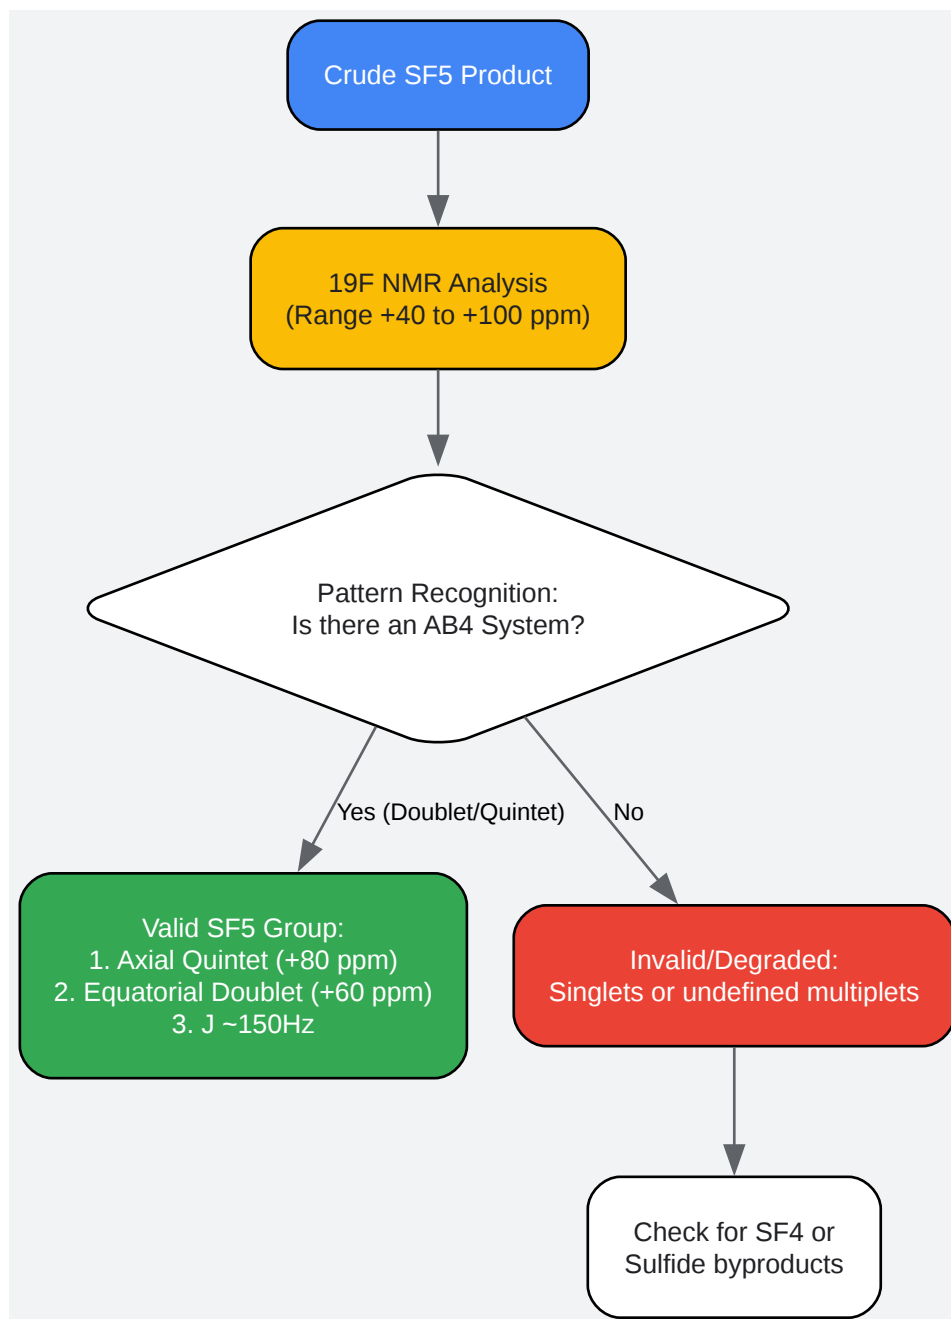 Crude SF5 Product
19F NMR Analysis
(Range +40 to +100 ppm)
Pattern Recognition:
Is there an AB4 System?
Yes (Doublet/Quintet)
No
Valid SF5 Group:
1. Axial Quintet (+80 ppm)
2. Equatorial Doublet (+60 ppm)
3. J ~150Hz
Invalid/Degraded:
Singlets or undefined multiplets
Check for SF4 or
Sulfide byproducts